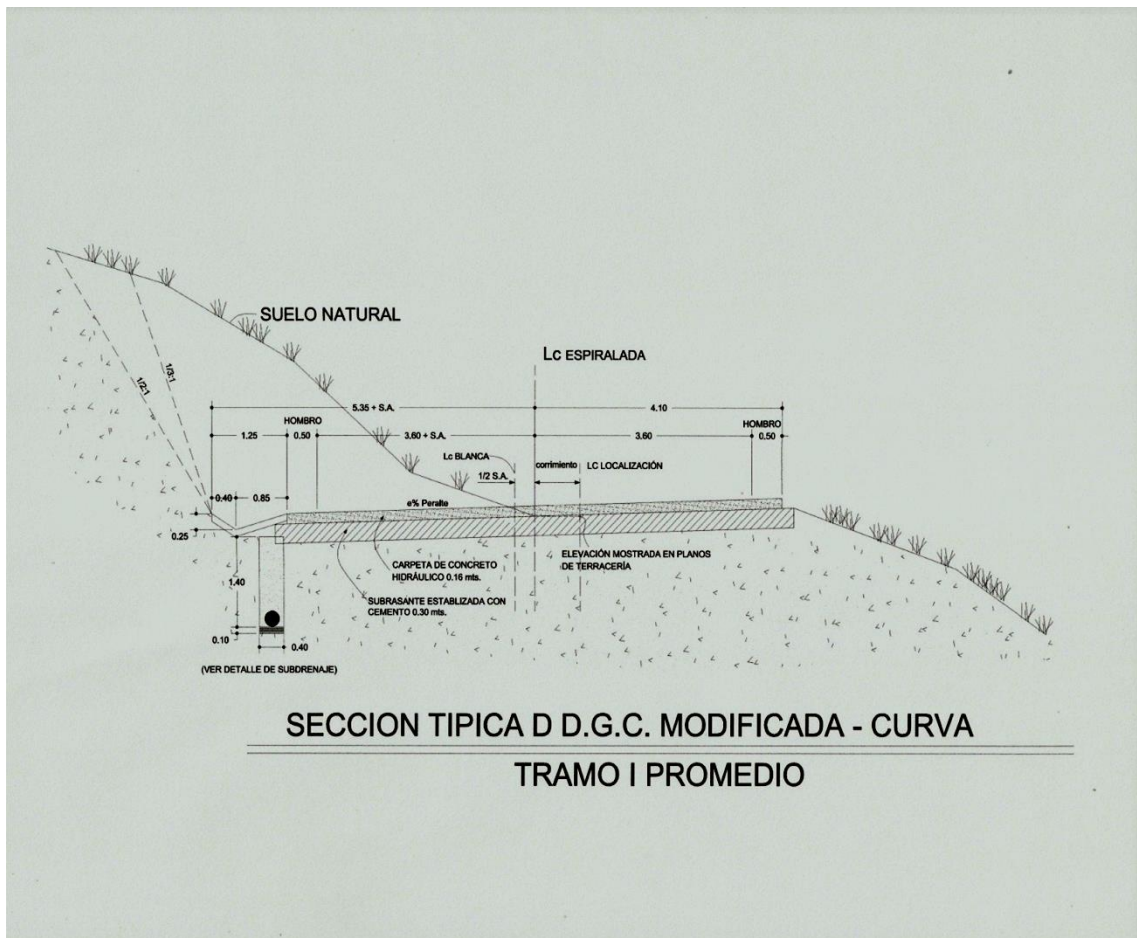 SUELO NATURAL
Lc ESPIRALADA
1/2:1
1/3:1
5.35 + S.A.
4.10
HOMBRO
HOMBRO
1.25
0.50
3.60 + S.A.
3.60
0.50
Lc BLANCA
corrimiento
LC LOCALIZACIÓN
1/2 S.A.
0.40
0.85
e% Peralte
0.25
CARPETA DE CONCRETO
HIDRÁULICO 0.16 mts.
ELEVACIÓN MOSTRADA EN PLANOS
DE TERRACERÍA
1.40
SUBRASANTE ESTABLIZADA CON
CEMENTO 0.30 mts.
0.10
0.40
(VER DETALLE DE SUBDRENAJE)
SECCION TIPICA D D.G.C. MODIFICADA - CURVA
TRAMO I PROMEDIO